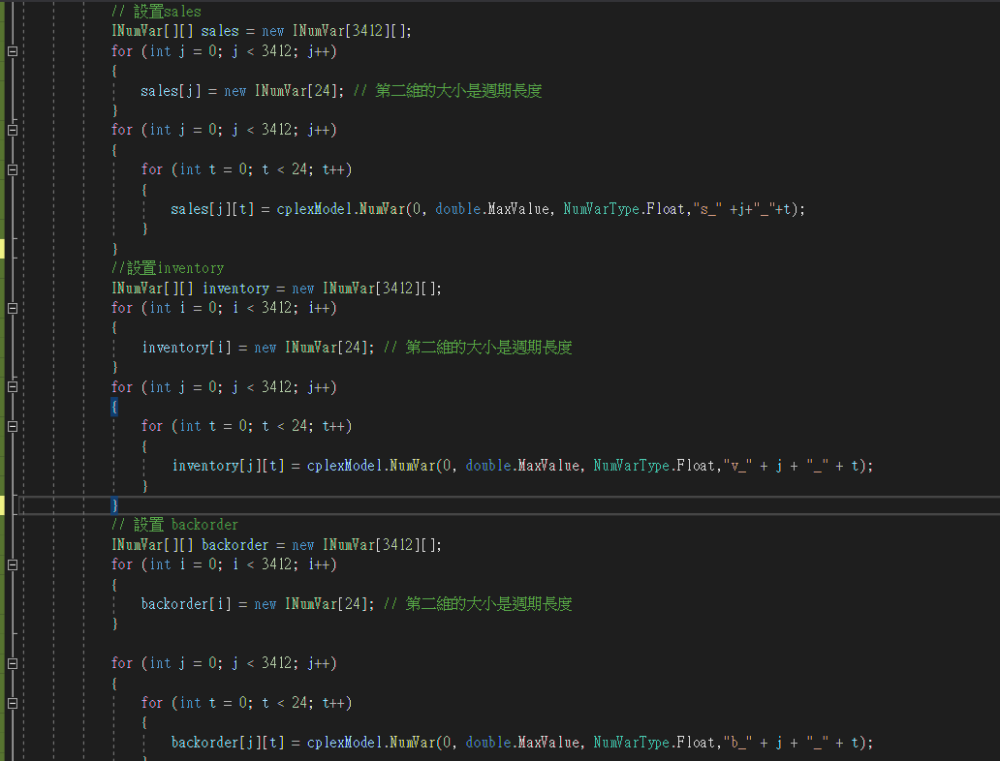 // 設置sales
INumVar[][] sales = new INumVar[3412][];
for (int j = 0; j < 3412; j++)
{
sales[j] = new INumVar[24]; // 第二維的大小是週期長度
}
for (int j = 0; j < 3412; j++)
{
for (int t = 0; t < 24; t++)
{
sales[j][t] = cplexModel.NumVar(0, double.MaxValue, NumVarType.Float,"s_" +j+"_"+t);
}
}
//設置inventory
INumVar[][] inventory = new INumVar[3412][];
for (int i = 0; i < 3412; i++)
{
inventory[i] = new INumVar[24]; // 第二維的大小是週期長度
}
for (int j = 0; j < 3412; j++)
{
for (int t = 0; t < 24; t++)
{
inventory[j][t] = cplexModel.NumVar(0, double.MaxValue, NumVarType.Float,"v_" + j + "_" + t);
}
}
// 設置 backorder
INumVar[][] backorder = new INumVar[3412][];
for (int i = 0; i < 3412; i++)
{
backorder[i] = new INumVar[24]; // 第二維的大小是週期長度
}
for (int j = 0; j < 3412; j++)
{
for (int t = 0; t < 24; t++)
{
backorder[j][t] = cplexModel.NumVar(0, double.MaxValue, NumVarType.Float,"b_" + j + "_" + t);
}